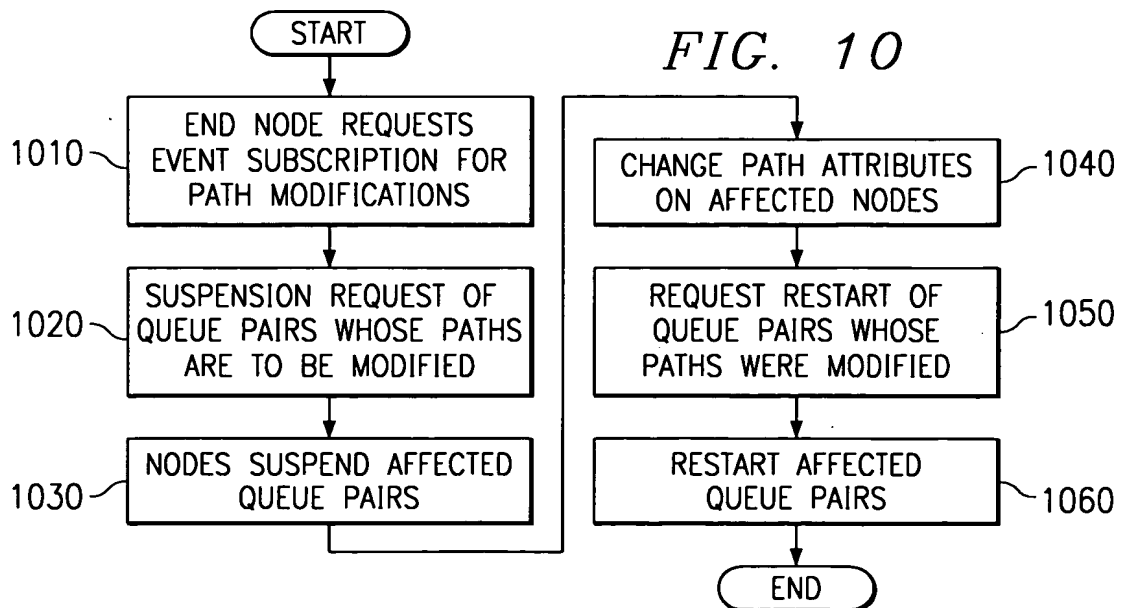 START
FIG. 10
1010
END NODE REQUESTS
EVENT SUBSCRIPTION FOR
PATH MODIFICATIONS
1020
SUSPENSION REQUEST OF
QUEUE PAIRS WHOSE PATHS
ARE TO BE MODIFIED
1030
NODES SUSPEND AFFECTED
QUEUE PAIRS
CHANGE PATH ATTRIBUTES
ON AFFECTED NODES
1040
REQUEST RESTART OF
QUEUE PAIRS WHOSE
PATHS WERE MODIFIED
1050
RESTART AFFECTED
QUEUE PAIRS
1060
END